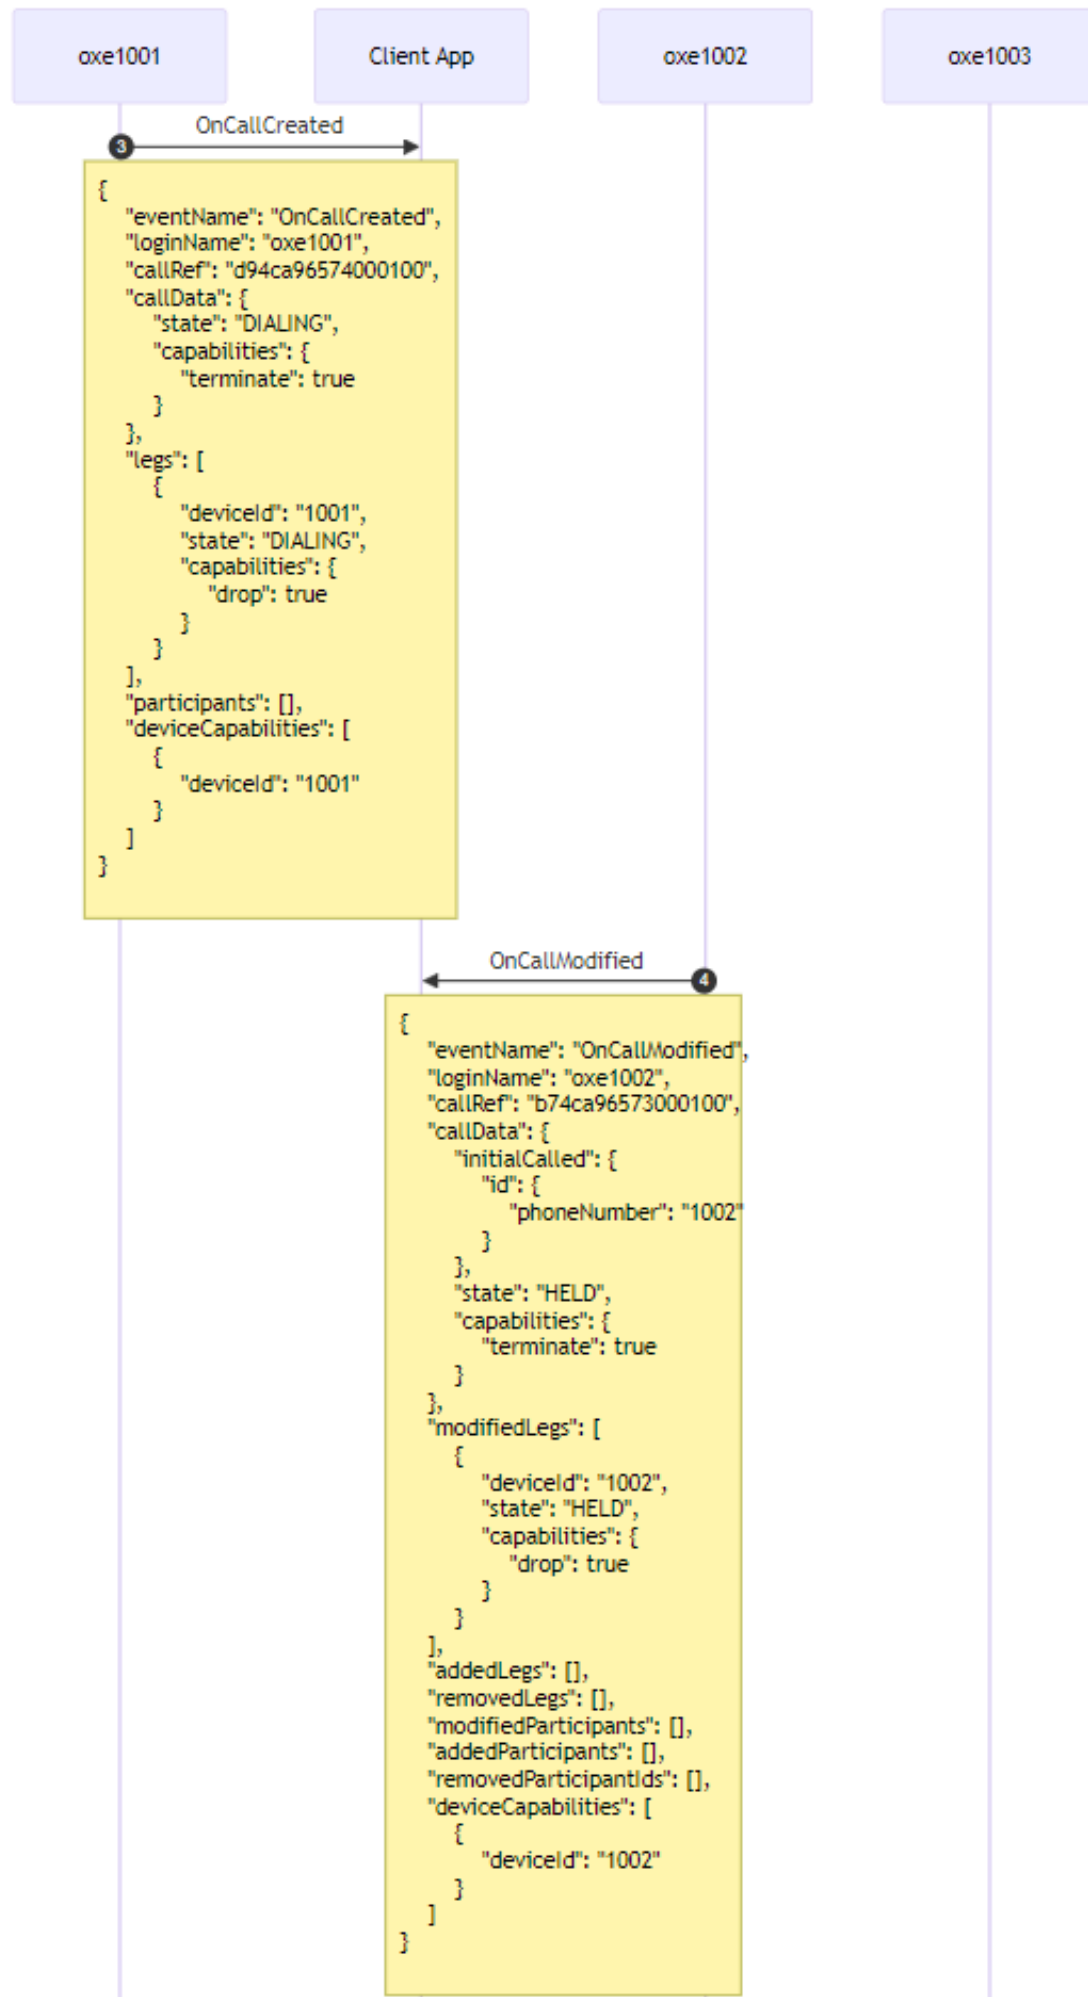 oxe1001
Client App
oxe1002
oxe1003
OnCallCreated
3
{
"eventName": "OnCallCreated",
"loginName": "oxe1001",
"callRef": "d94ca96574000100",
"callData": {
"state": "DIALING",
"capabilities": {
"terminate": true
}
},
"legs": [
{
"deviceId": "1001",
"state": "DIALING",
"capabilities": {
"drop": true
}
}
],
"participants": [],
"deviceCapabilities": [
{
"deviceId": "1001"
}
]
}
OnCallModified
4
{
"eventName": "OnCallModified",
"loginName": "oxe1002",
"callRef": "b74ca96573000100",
"callData": {
"initialCalled": {
"id": {
"phoneNumber": "1002"
}
},
"state": "HELD",
"capabilities": {
"terminate": true
}
},
"modifiedLegs": [
{
"deviceId": "1002",
"state": "HELD",
"capabilities": {
"drop": true
}
}
],
"addedLegs": [],
"removedLegs": [],
"modifiedParticipants": [],
"addedParticipants": [],
"removedParticipantIds": [],
"deviceCapabilities": [
{
"deviceId": "1002"
}
]
}